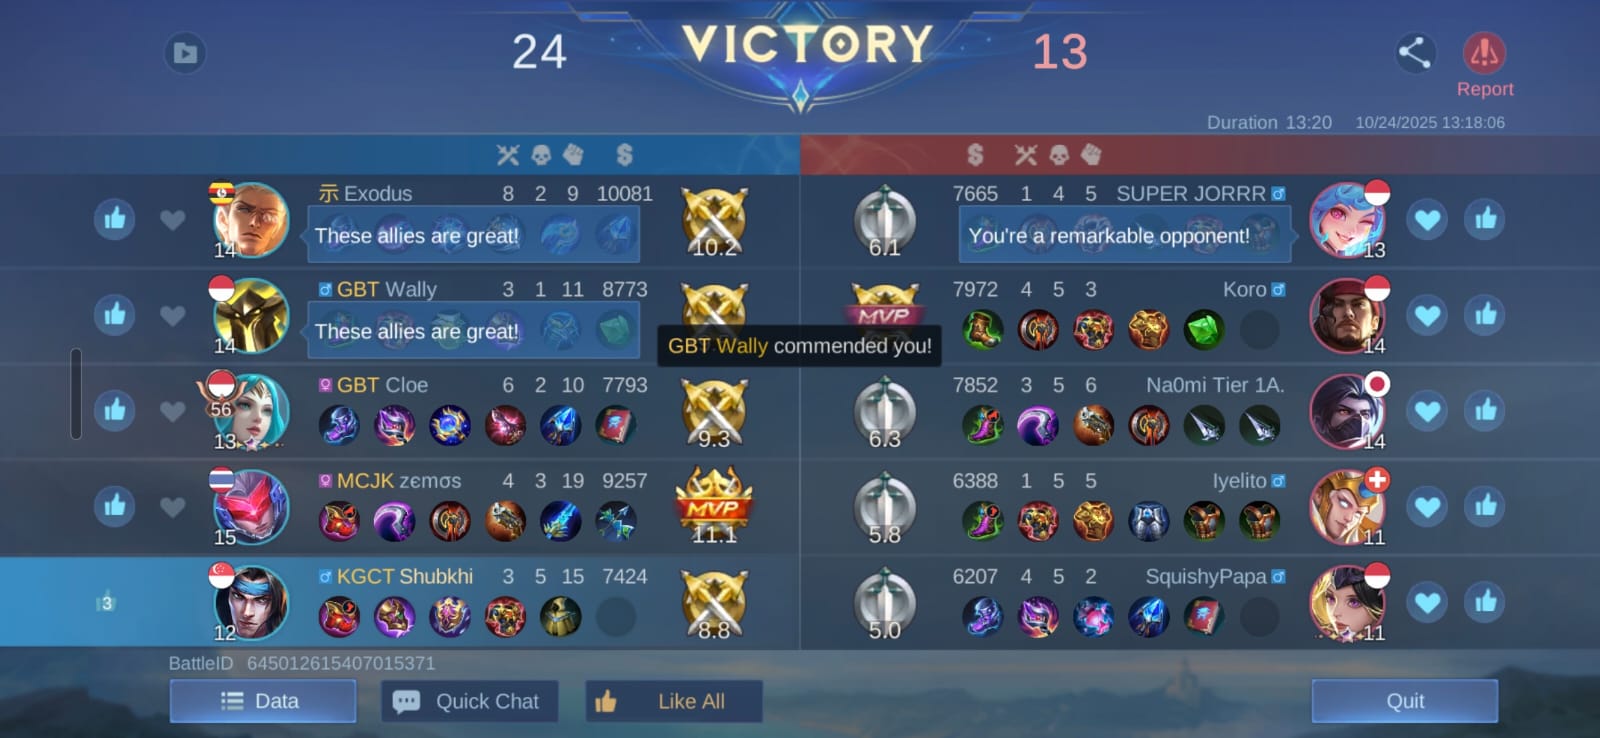 24 VICTORY 13
Report
Duration 13:20 10/24/2025 13:18:06
示 Exodus 8 2 9 10081
These allies are great!
14
10.2
7665 1 4 5 SUPER JORRR
You're a remarkable opponent!
6.1
13
GBT Wally 3 1 11 8773
These allies are great!
14
GBT Wally commended you!
MVP
7972 4 5 3 Koro
14
GBT Cloe 6 2 10 7793
56
13
9.3
7852 3 5 6 Na0mi Tier 1A.
6.3
14
MCJK zємσs 4 3 19 9257
15
MVP
11.1
6388 1 5 5 Iyelito
5.8
11
KGCT Shubkhi 3 5 15 7424
3
12
8.8
6207 4 5 2 SquishyPapa
5.0
11
BattleID 645012615407015371
Data Quick Chat Like All Quit